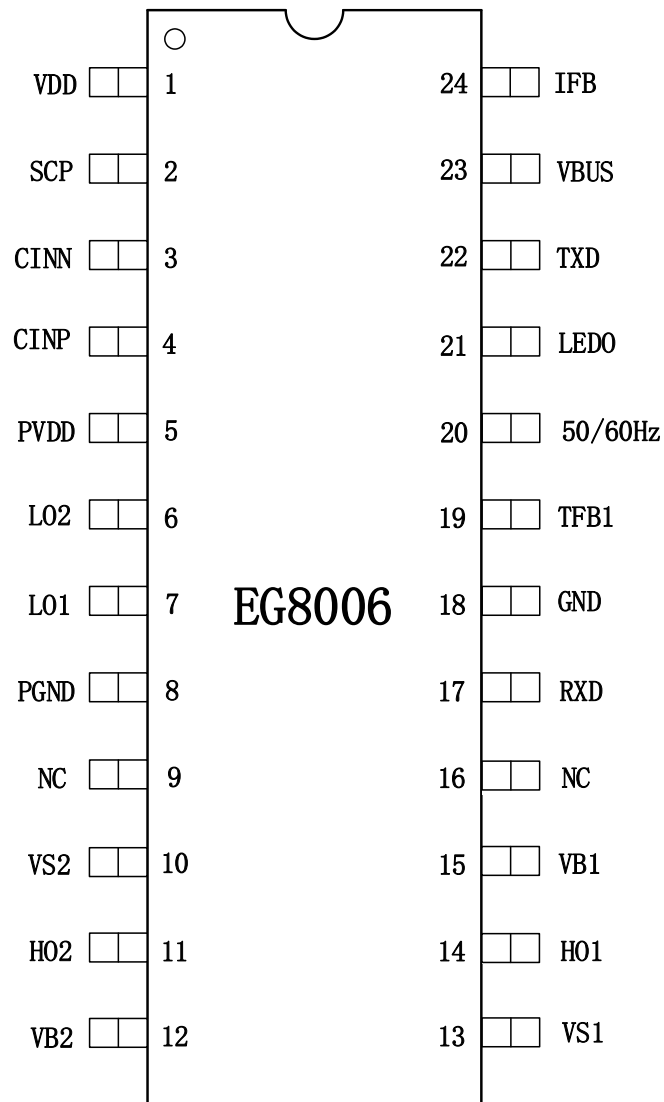 VDD 1 24 IFB
SCP 2 23 VBUS
CINN 3 22 TXD
CINP 4 21 LEDO
PVDD 5 20 50/60Hz
LO2 6 19 TFB1
EG8006
LO1 7 18 GND
PGND 8 17 RXD
NC 9 16 NC
VS2 10 15 VB1
HO2 11 14 HO1
VB2 12 13 VS1